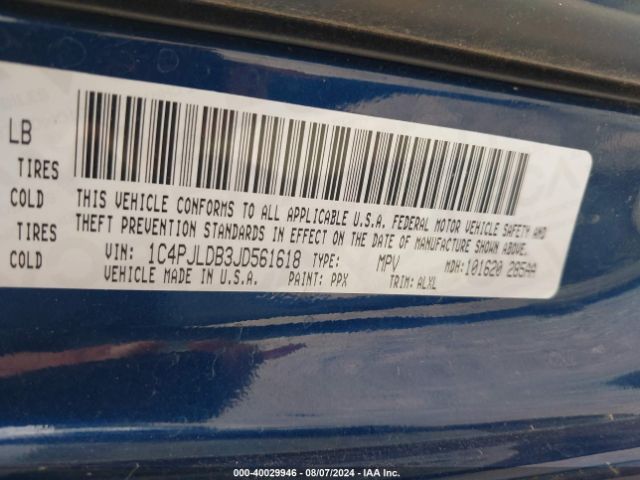 LB
TIRES
COLD
TIRES
COLD
THIS VEHICLE CONFORMS TO ALL APPLICABLE U.S.A. FEDERAL MOTOR VEHICLE SAFETY AND
THEFT PREVENTION STANDARDS IN EFFECT ON THE DATE OF MANUFACTURE SHOWN ABOVE.
VIN: 1C4PJLDB3JD561618 TYPE: MPV MDH:101620 285AA
VEHICLE MADE IN U.S.A. PAINT: PPX TRIM: ALXL
000-40029946 - 08/07/2024 - IAA Inc.